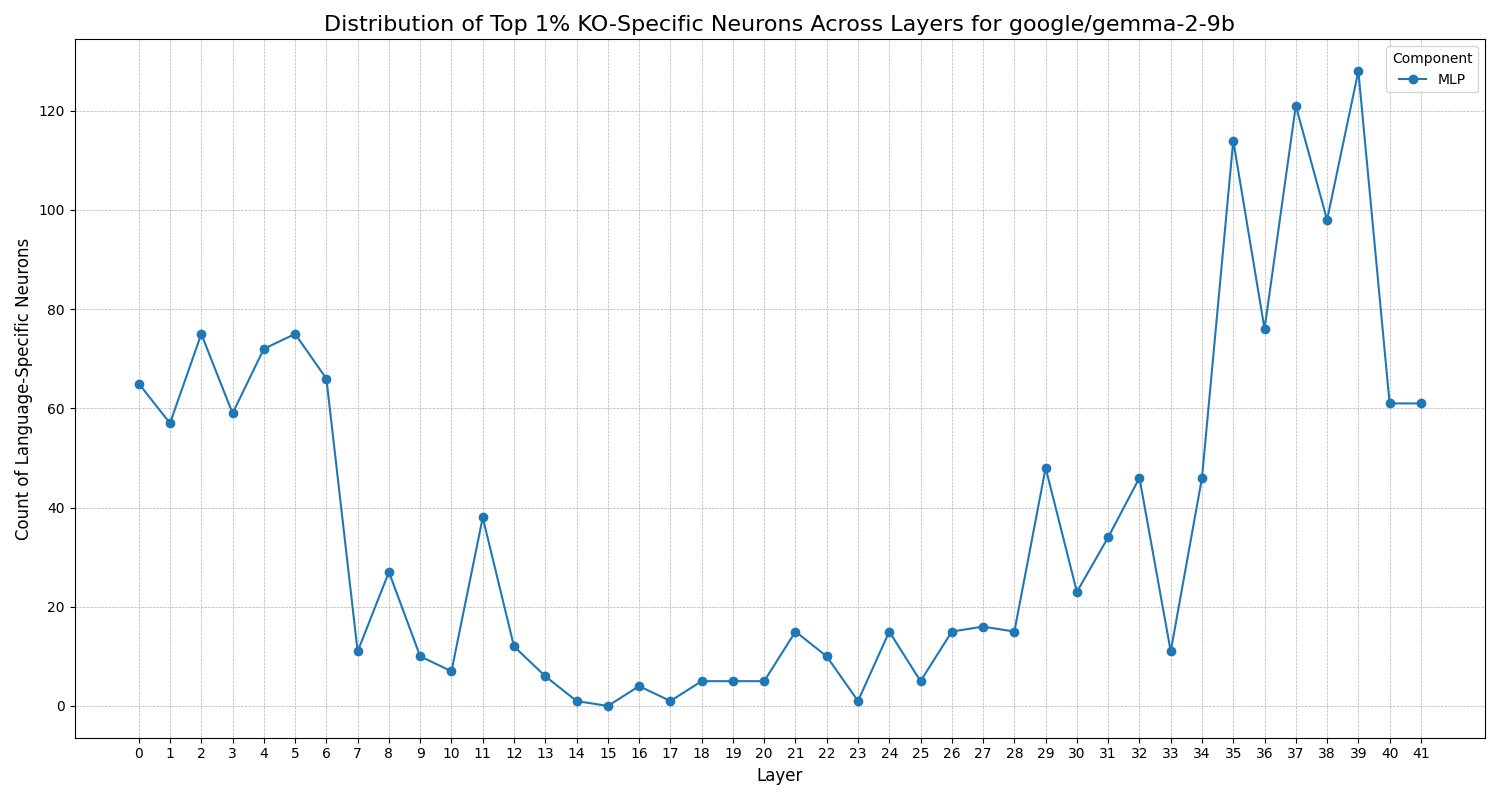 Distribution of Top 1% KO-Specific Neurons Across Layers for google/gemma-2-9b
Component
MLP
Count of Language-Specific Neurons
120
100
80
60
40
20
0
0 1 2 3 4 5 6 7 8 9 10 11 12 13 14 15 16 17 18 19 20 21 22 23 24 25 26 27 28 29 30 31 32 33 34 35 36 37 38 39 40 41
Layer